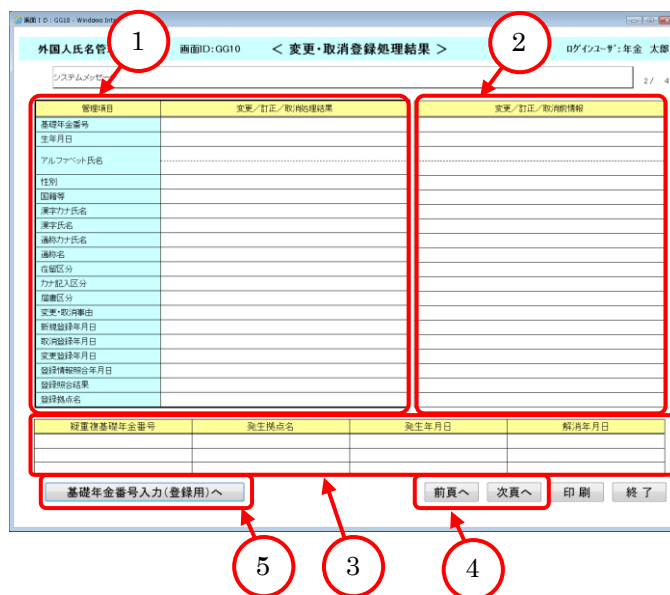 画面ID:GG10 - Windows Inte
1
2
外国人氏名管 画面ID:GG10 ＜ 変更・取消登録処理結果 ＞ ログインユーザ:年金 太郎
システムメッセー
2/ 4
管理項目 変更／訂正／取消処理結果 変更／訂正／取消前情報
基礎年金番号
生年月日
アルファベット氏名
性別
国籍等
漢字カナ氏名
漢字氏名
通称カナ氏名
通称名
在留区分
カナ記入区分
届書区分
変更・取消事由
新規登録年月日
取消登録年月日
変更登録年月日
登録情報照合年月日
登録照合結果
登録拠点名
疑重複基礎年金番号 発生拠点名 発生年月日 解消年月日
基礎年金番号入力(登録用)へ 前頁へ 次頁へ 印刷 終了
5
3
4